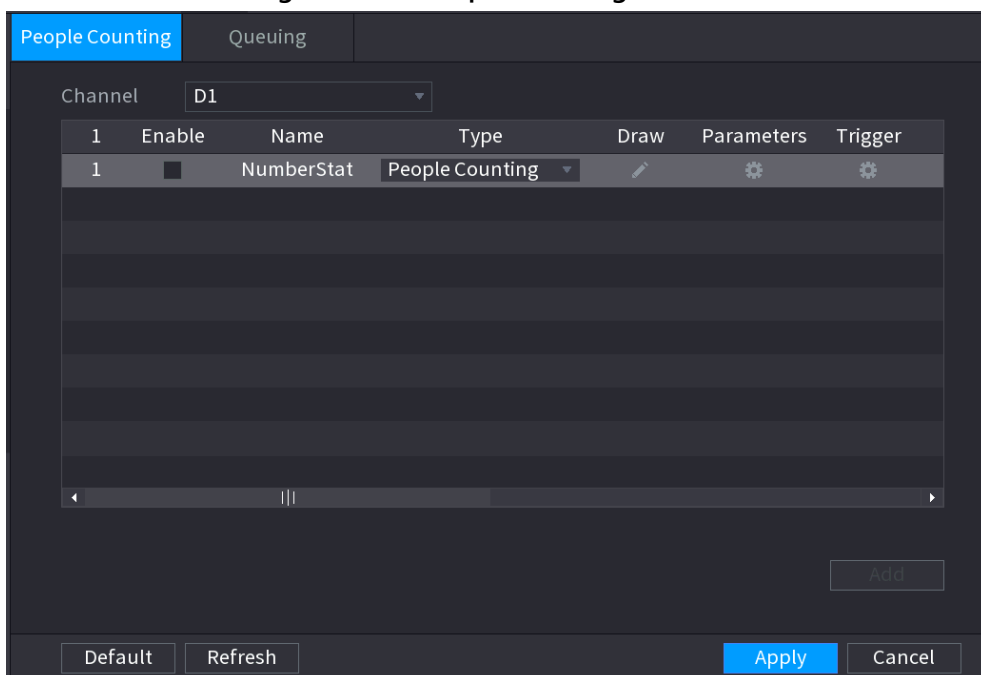 People Counting Queuing
Channel D1
1 Enable Name Type Draw Parameters Trigger
1 NumberStat People Counting
Add
Default Refresh Apply Cancel